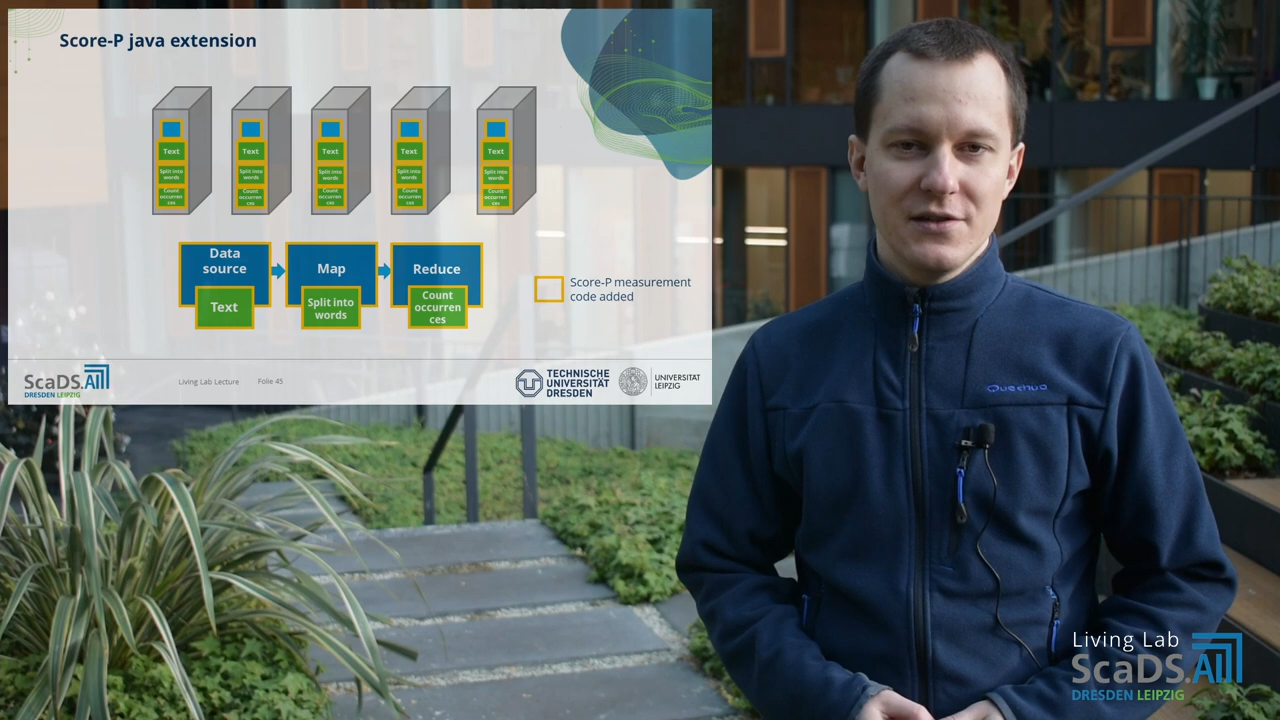 Score-P java extension
Text
Split into
words
Count
occurren
ces
Text
Split into
words
Count
occurren
ces
Text
Split into
words
Count
occurren
ces
Text
Split into
words
Count
occurren
ces
Text
Split into
words
Count
occurren
ces
Data
source
Text
Map
Split into
words
Reduce
Count
occurren
ces
Score-P measurement
code added
ScaDS.AI
DRESDEN LEIPZIG
Living Lab Lecture
Folie 45
TECHNISCHE
UNIVERSITÄT
DRESDEN
UNIVERSITÄT
LEIPZIG
Quechua
Living Lab
ScaDS.AI
DRESDEN LEIPZIG